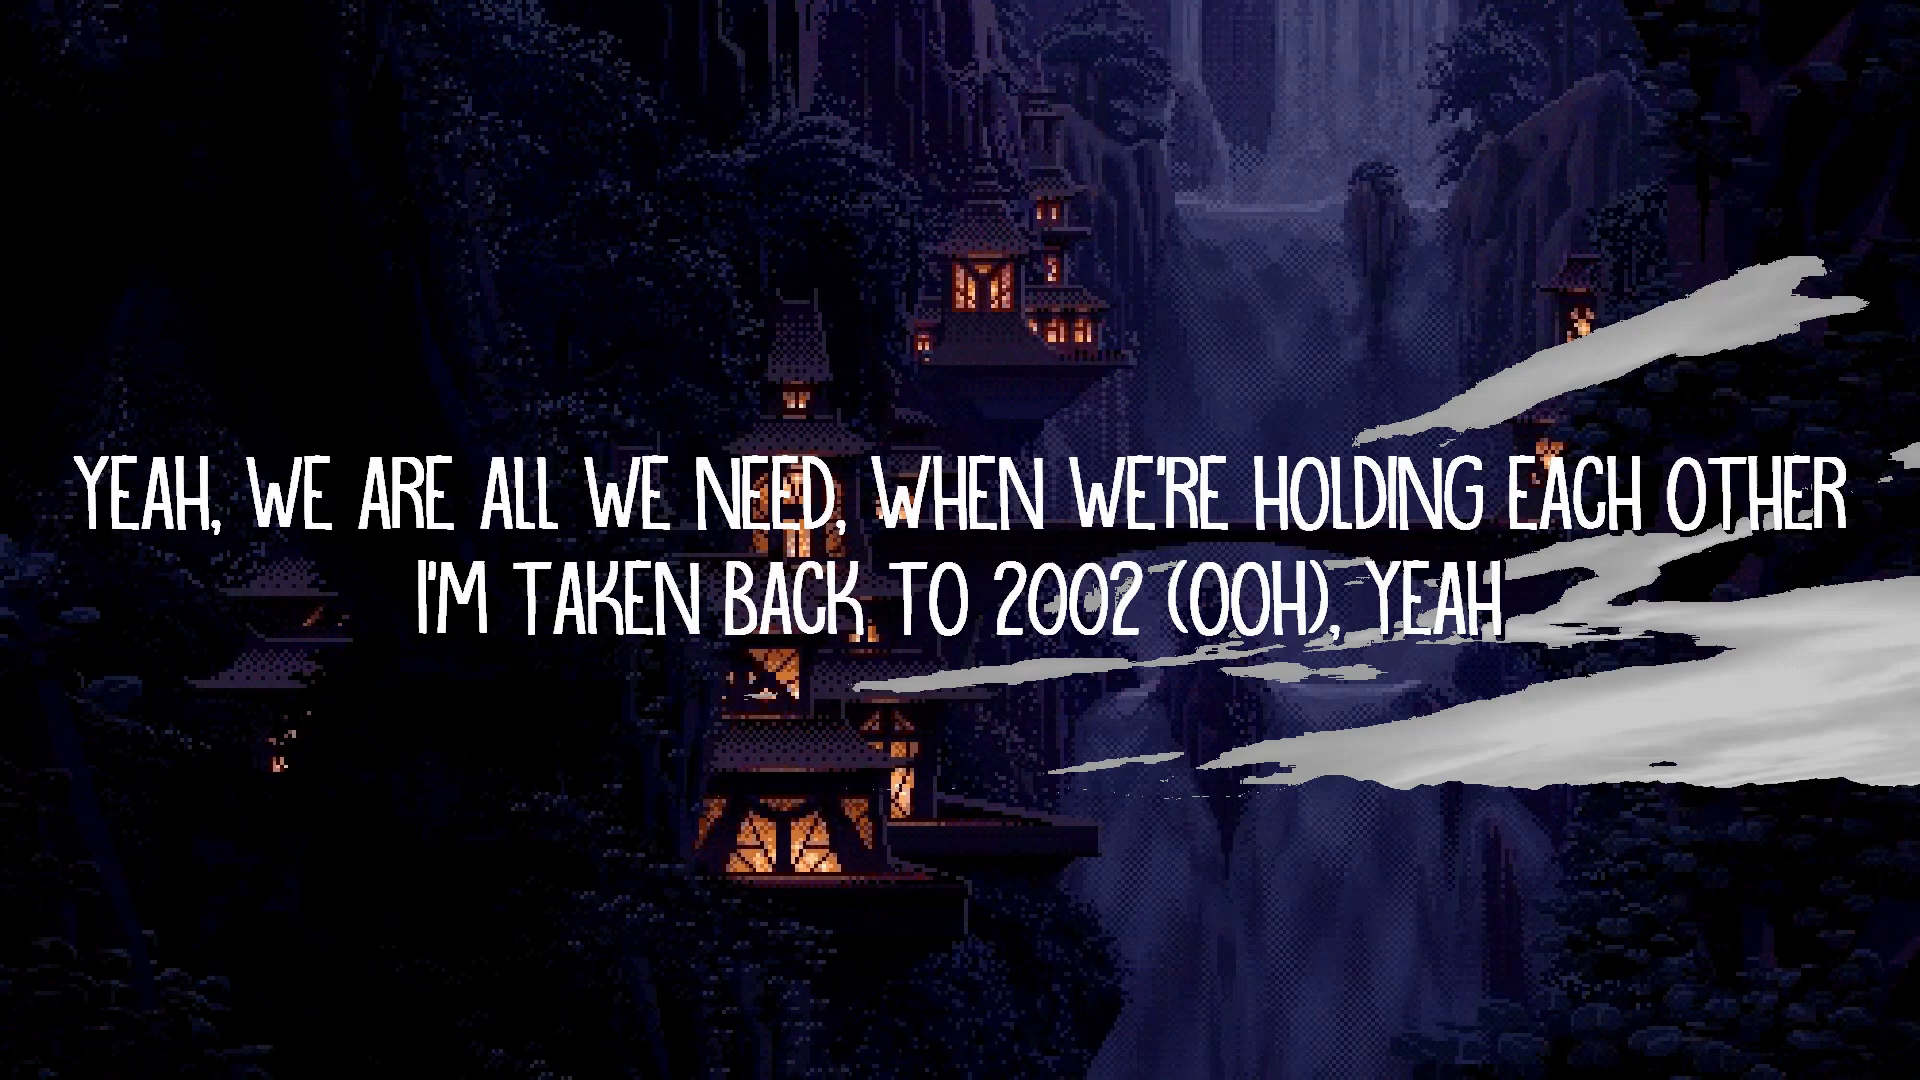 YEAH, WE ARE ALL WE NEED, WHEN WE'RE HOLDING EACH OTHER
I'M TAKEN BACK TO 2002 (OOH), YEAH